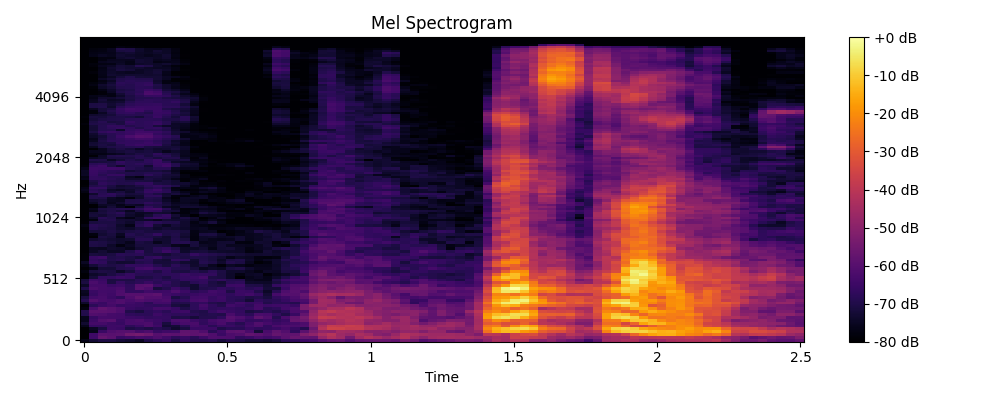 Mel Spectrogram
+0 dB
-10 dB
4096
-20 dB
2048
-30 dB
Hz
-40 dB
1024
-50 dB
512
-60 dB
-70 dB
0
-80 dB
0 0.5 1 1.5 2 2.5
Time